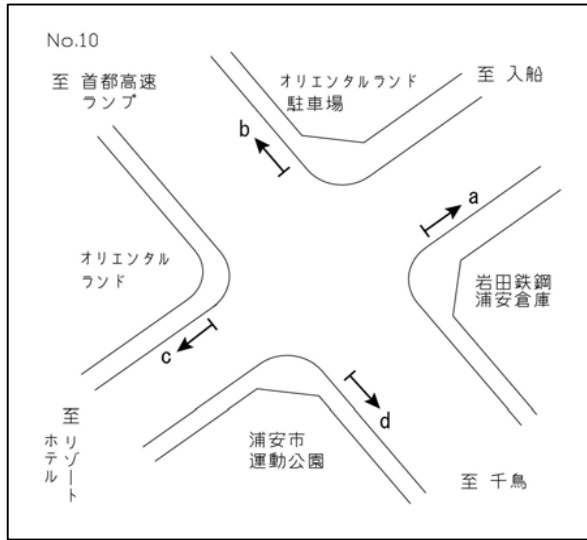 No.10
至 首都高速
ランプ
オリエンタルランド
駐車場
至 入船
b
a
オリエンタル
ランド
岩田鉄鋼
浦安倉庫
c
d
至
リゾート
ホテル
浦安市
運動公園
至 千鳥